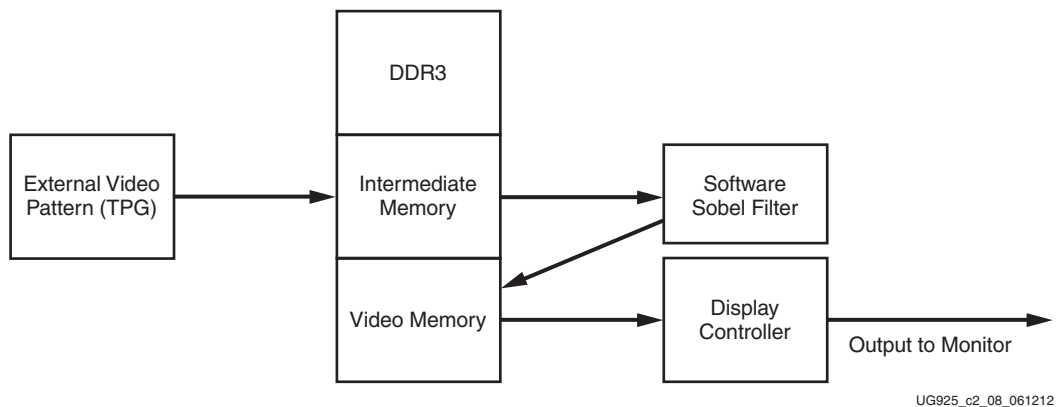 DDR3
External Video
Pattern (TPG)
Intermediate
Memory
Software
Sobel Filter
Video Memory
Display
Controller
Output to Monitor
UG925_c2_08_061212